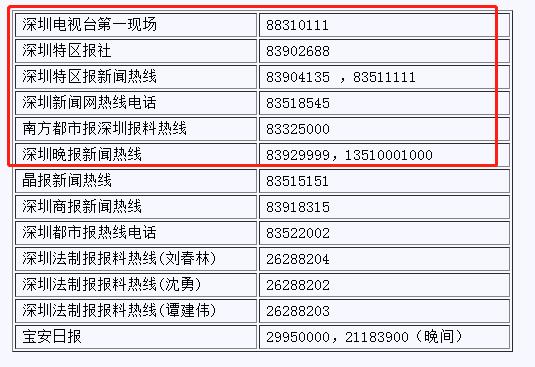 深圳电视台第一现场 88310111
深圳特区报社 83902688
深圳特区报新闻热线 83904135 ，83511111
深圳新闻网热线电话 83518545
南方都市报深圳报料热线 83325000
深圳晚报新闻热线 83929999，13510001000
晶报新闻热线 83515151
深圳商报新闻热线 83918315
深圳都市报热线电话 83522002
深圳法制报报料热线(刘春林) 26288204
深圳法制报报料热线(沈勇) 26288202
深圳法制报报料热线(谭建伟) 26288203
宝安日报 29950000，21183900（晚间）